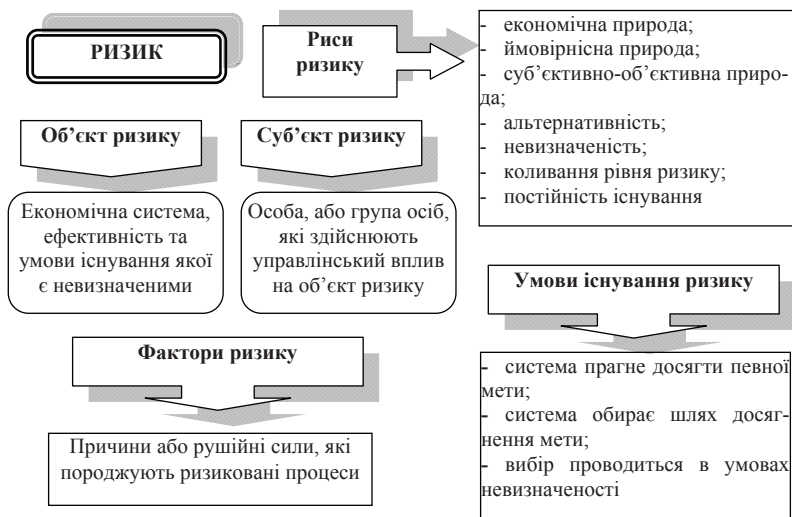 РИЗИК
Риси
ризику
- економічна природа;
- ймовірнісна природа;
- суб’єктивно-об’єктивна приро-
да;
- альтернативність;
- невизначеність;
- коливання рівня ризику;
- постійність існування
Об’єкт ризику
Економічна система,
ефективність та
умови існування якої
є невизначеними
Суб’єкт ризику
Особа, або група осіб,
які здійснюють
управлінський вплив
на об’єкт ризику
Фактори ризику
Причини або рушійні сили, які
породжують ризиковані процеси
Умови існування ризику
- система прагне досягти певної
мети;
- система обирає шлях досяг-
нення мети;
- вибір проводиться в умовах
невизначеності